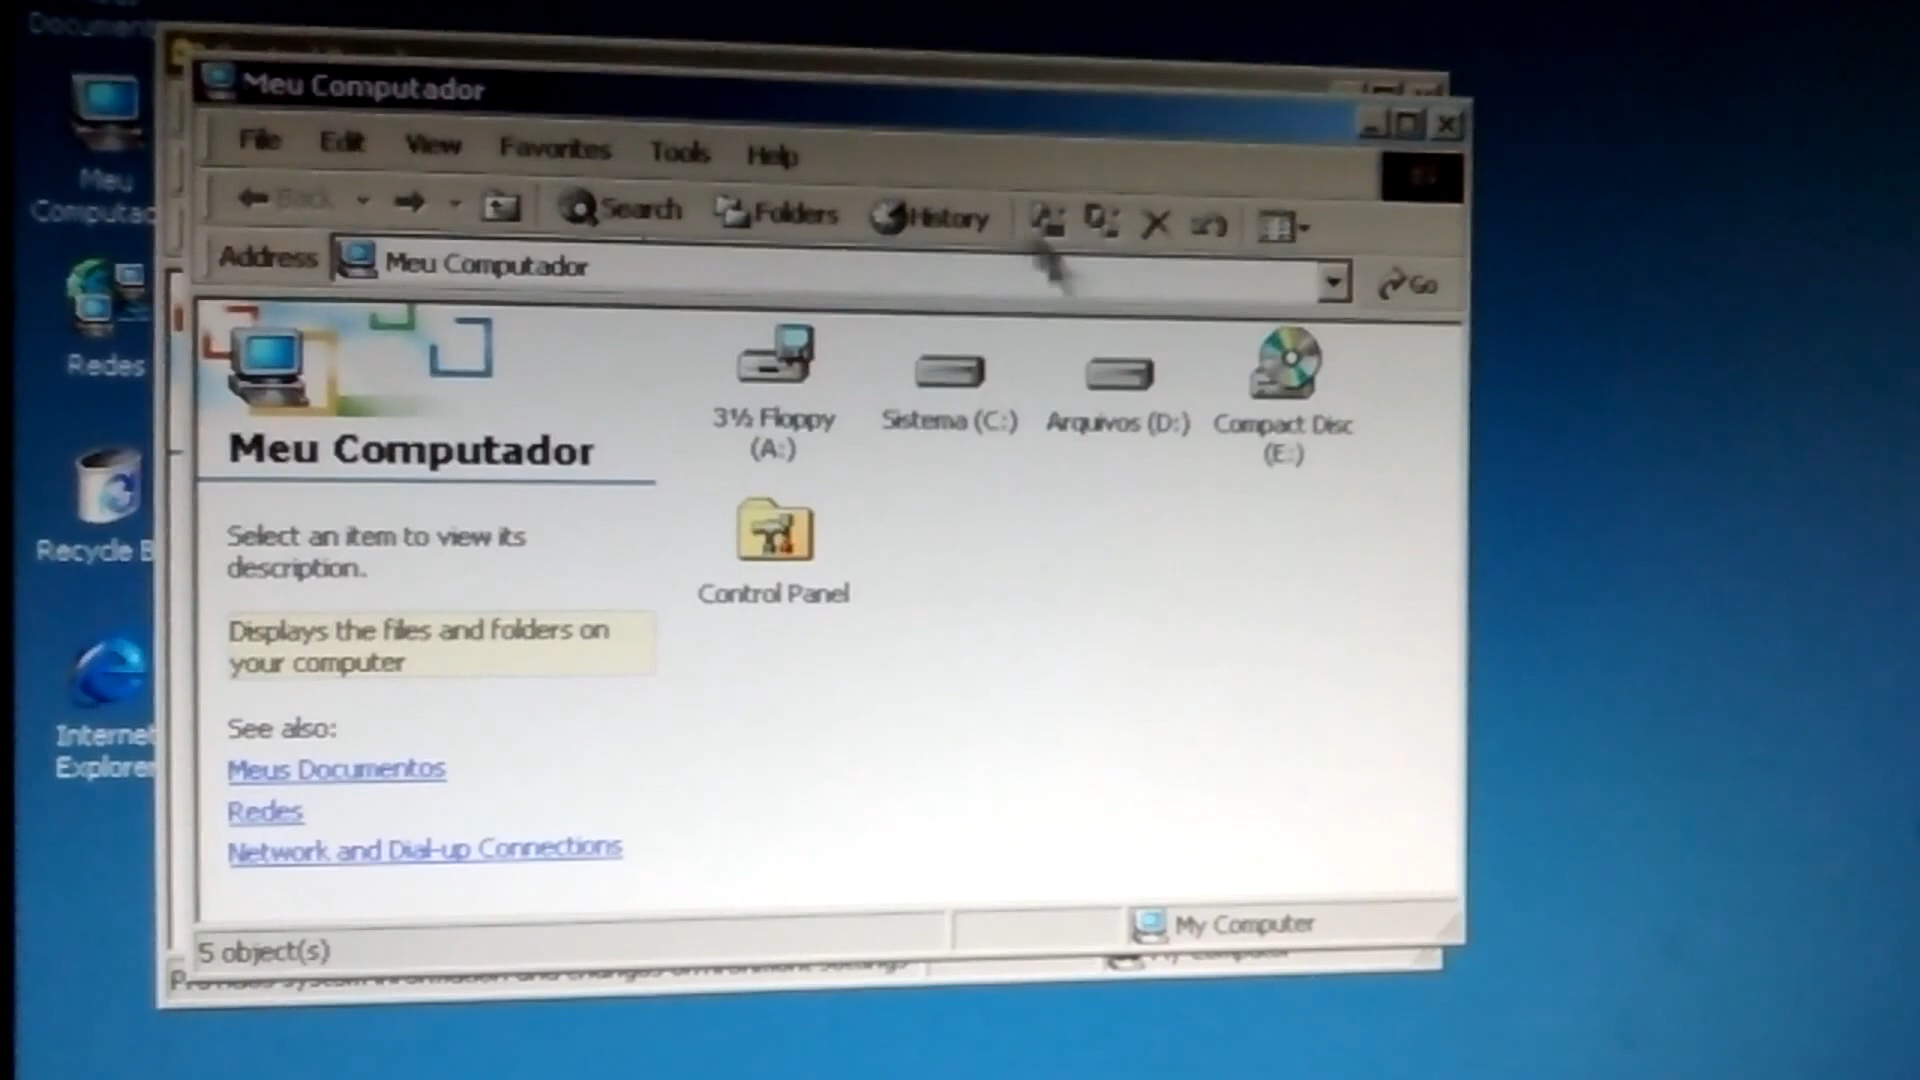 Meu Computador
File Edit View Favorites Tools Help
Back Search Folders History
Address Meu Computador Go
Meu
Redes
Recycle B
Internet
Explorer
3½ Floppy
(A:)
Sistema (C:)
Arquivos (D:)
Compact Disc
(E:)
Control Panel
Meu Computador
Select an item to view its
description.
Displays the files and folders on
your computer
See also:
Meus Documentos
Redes
Network and Dial-up Connections
5 object(s)
My Computer